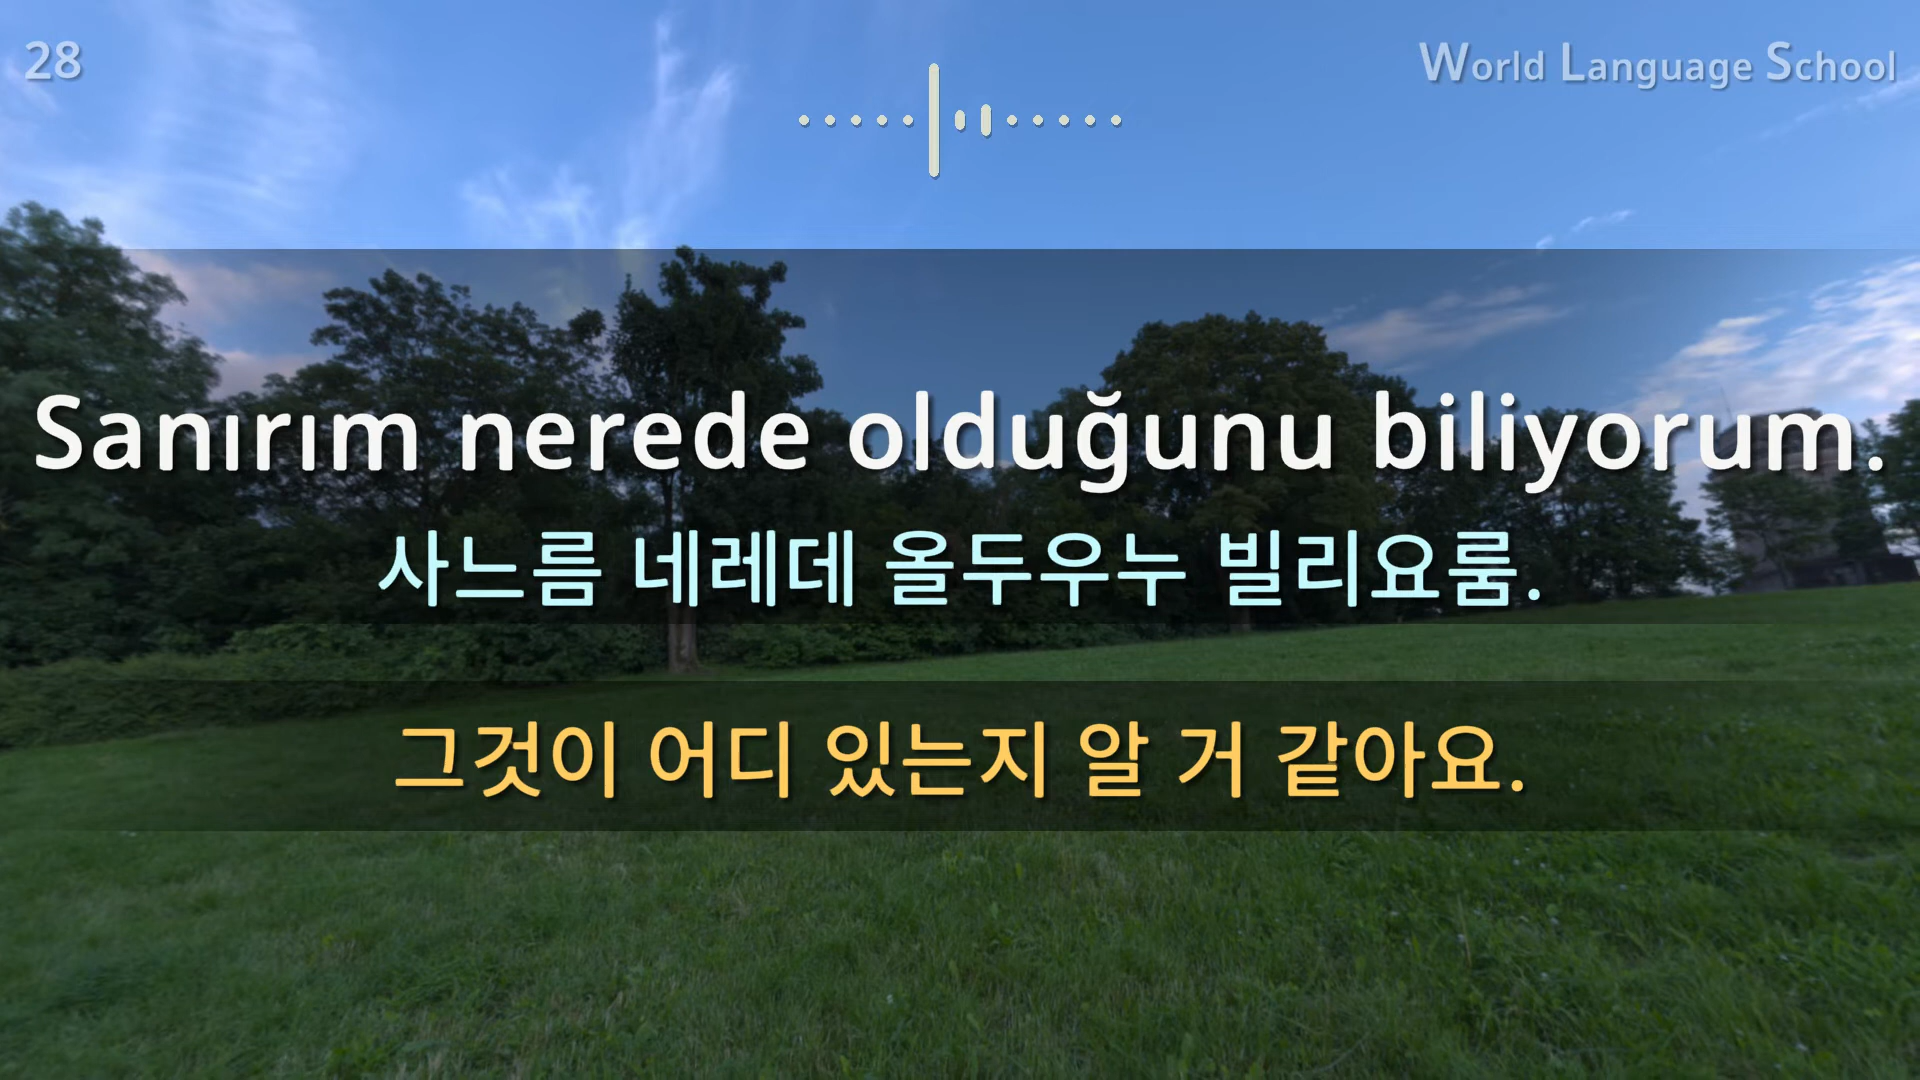 28
World Language School
Sanırım nerede olduğunu biliyorum.
사느름 네레데 올두우누 빌리요룸.
그것이 어디 있는지 알 거 같아요.